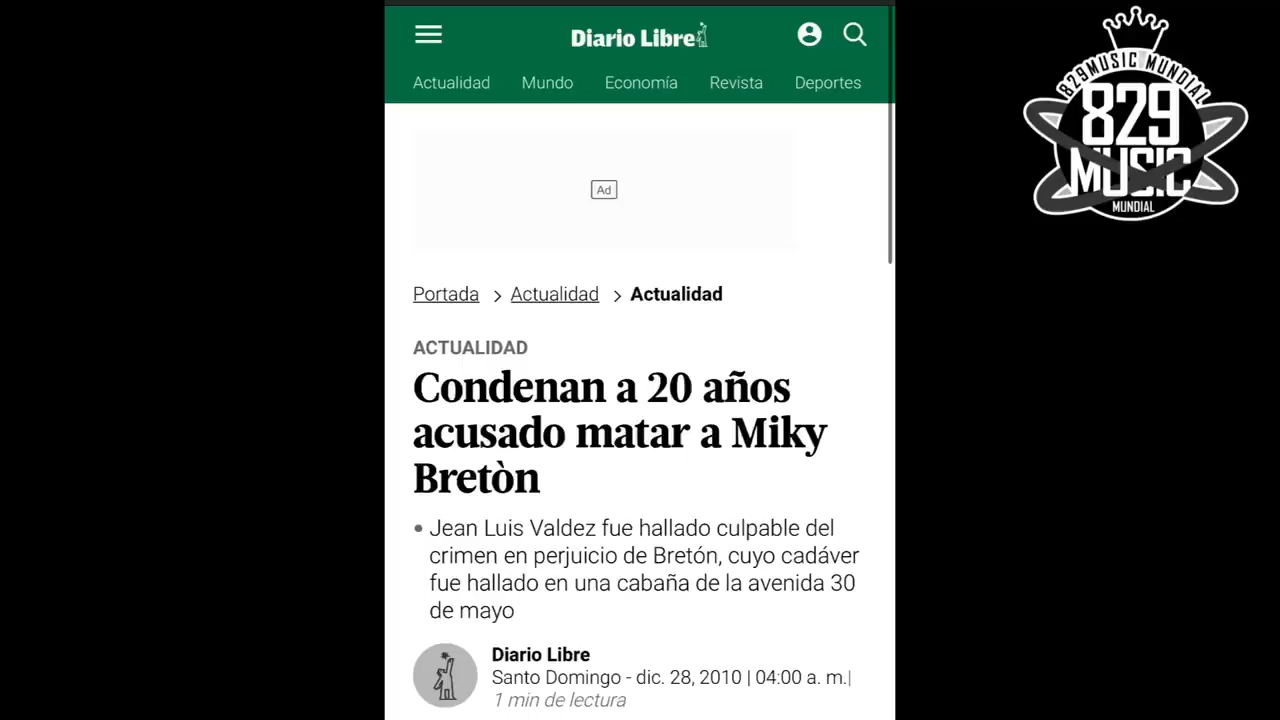 Diario Libre
Actualidad Mundo Economía Revista Deportes
829MUSIC MUNDIAL
829
MUSIC
MUNDIAL
Ad
Portada > Actualidad > Actualidad
ACTUALIDAD
Condenan a 20 años
acusado matar a Miky
Bretòn
• Jean Luis Valdez fue hallado culpable del
crimen en perjuicio de Bretón, cuyo cadáver
fue hallado en una cabaña de la avenida 30
de mayo
Diario Libre
Santo Domingo - dic. 28, 2010 | 04:00 a. m.|
1 min de lectura